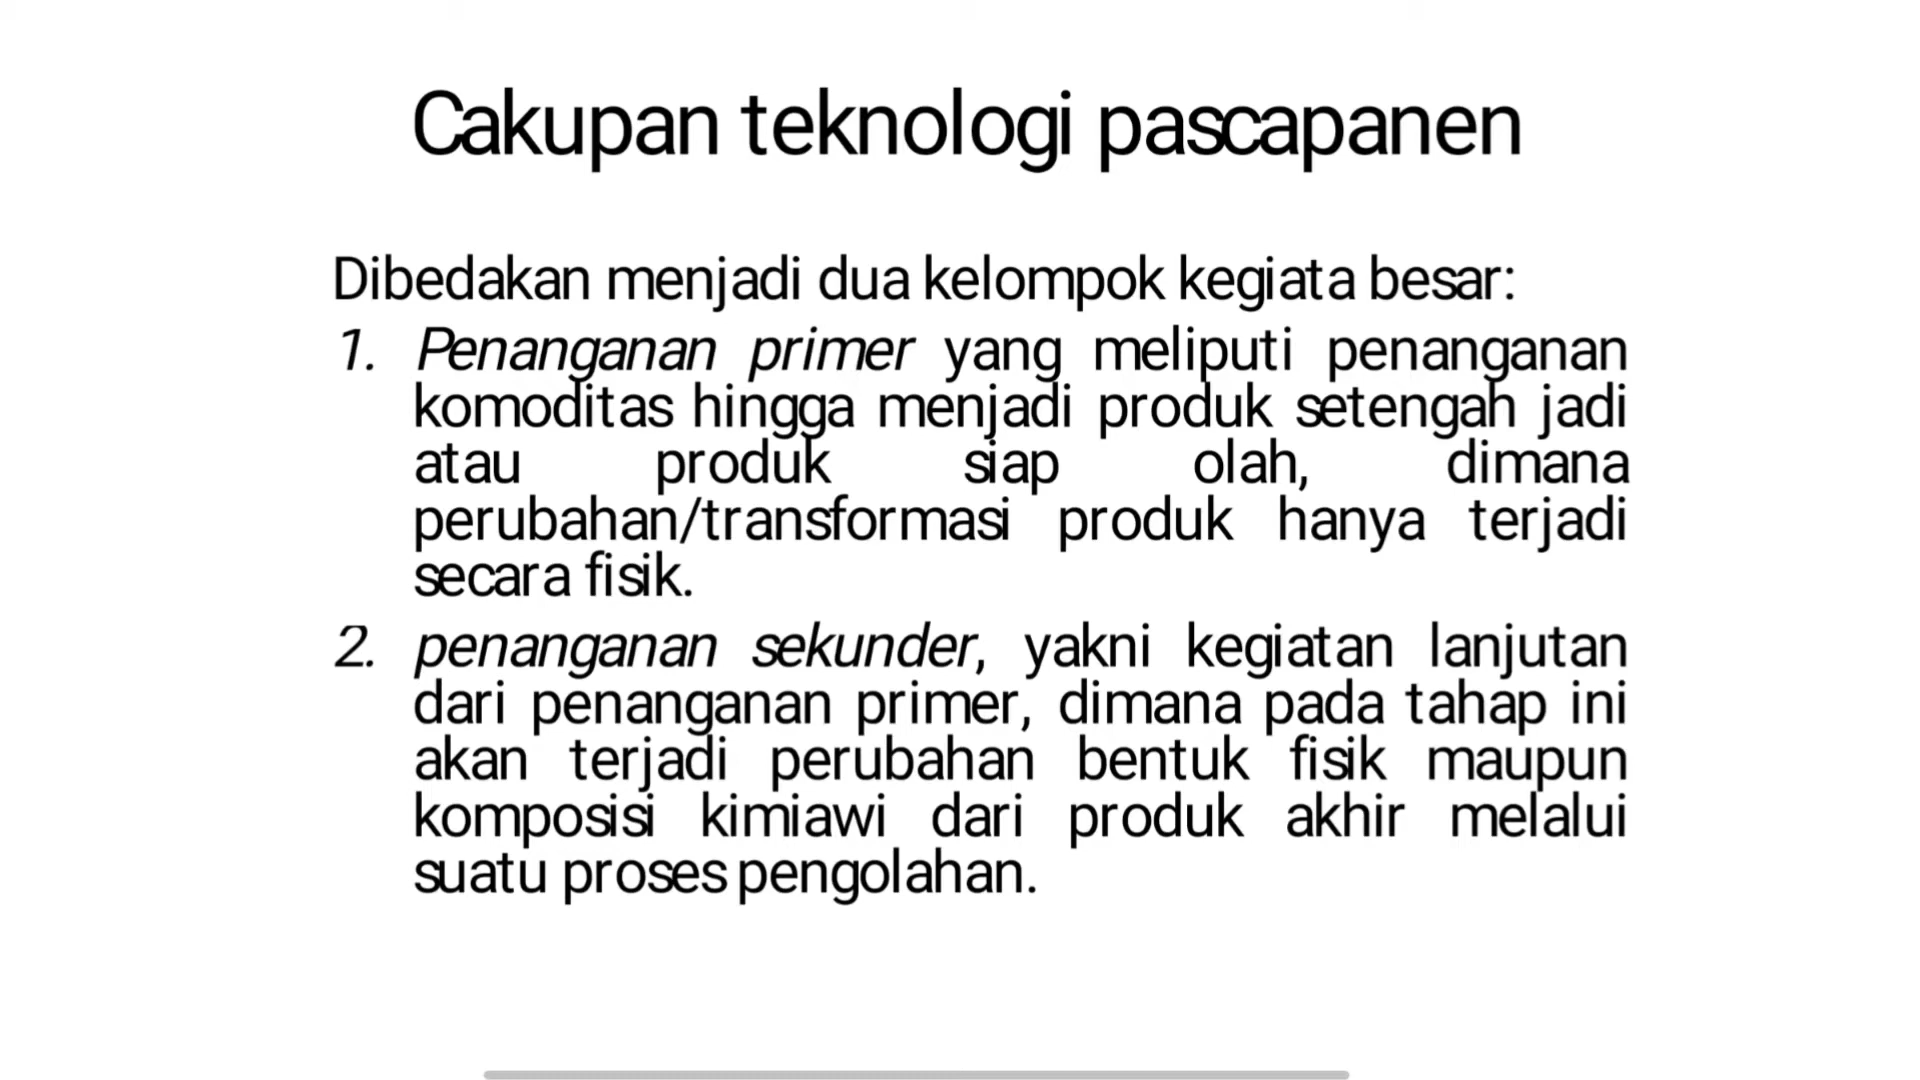 Cakupan teknologi pascapanen
Dibedakan menjadi dua kelompok kegiata besar:
1. Penanganan primer yang meliputi penanganan
komoditas hingga menjadi produk setengah jadi
atau produk siap olah, dimana
perubahan/transformasi produk hanya terjadi
secara fisik.
2. penanganan sekunder, yakni kegiatan lanjutan
dari penanganan primer, dimana pada tahap ini
akan terjadi perubahan bentuk fisik maupun
komposisi kimiawi dari produk akhir melalui
suatu proses pengolahan.